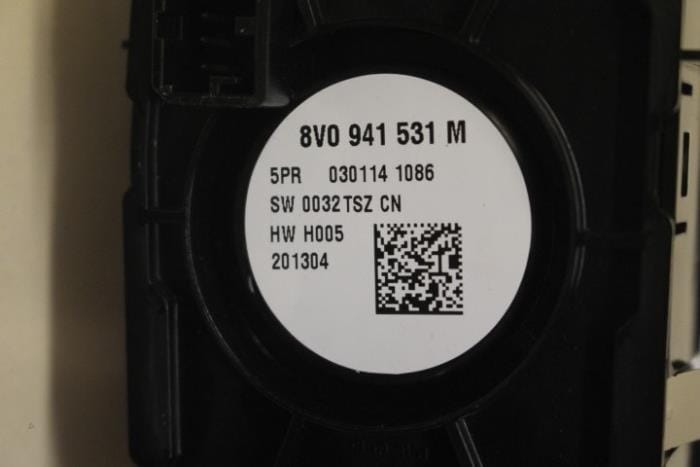 8V0 941 531 M
5PR 030114 1086
SW 0032TSZ CN
HW H005
201304